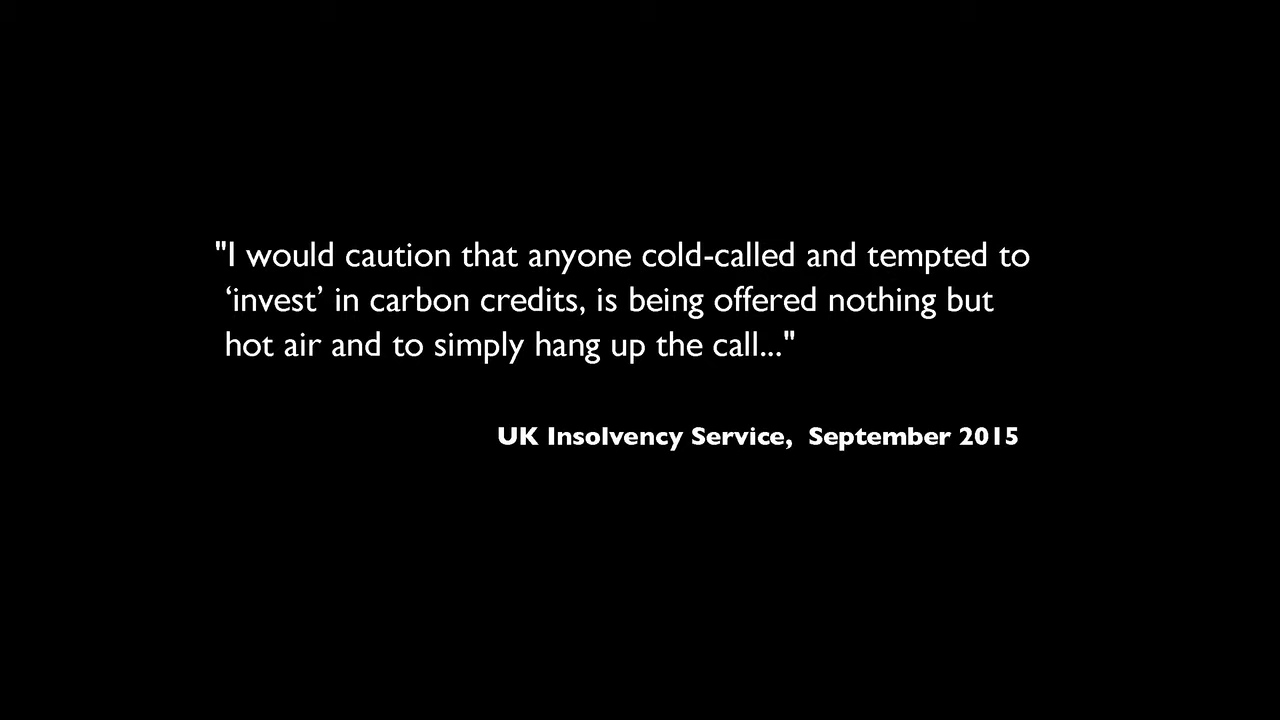 "I would caution that anyone cold-called and tempted to
‘invest’ in carbon credits, is being offered nothing but
hot air and to simply hang up the call..."
UK Insolvency Service,  September 2015